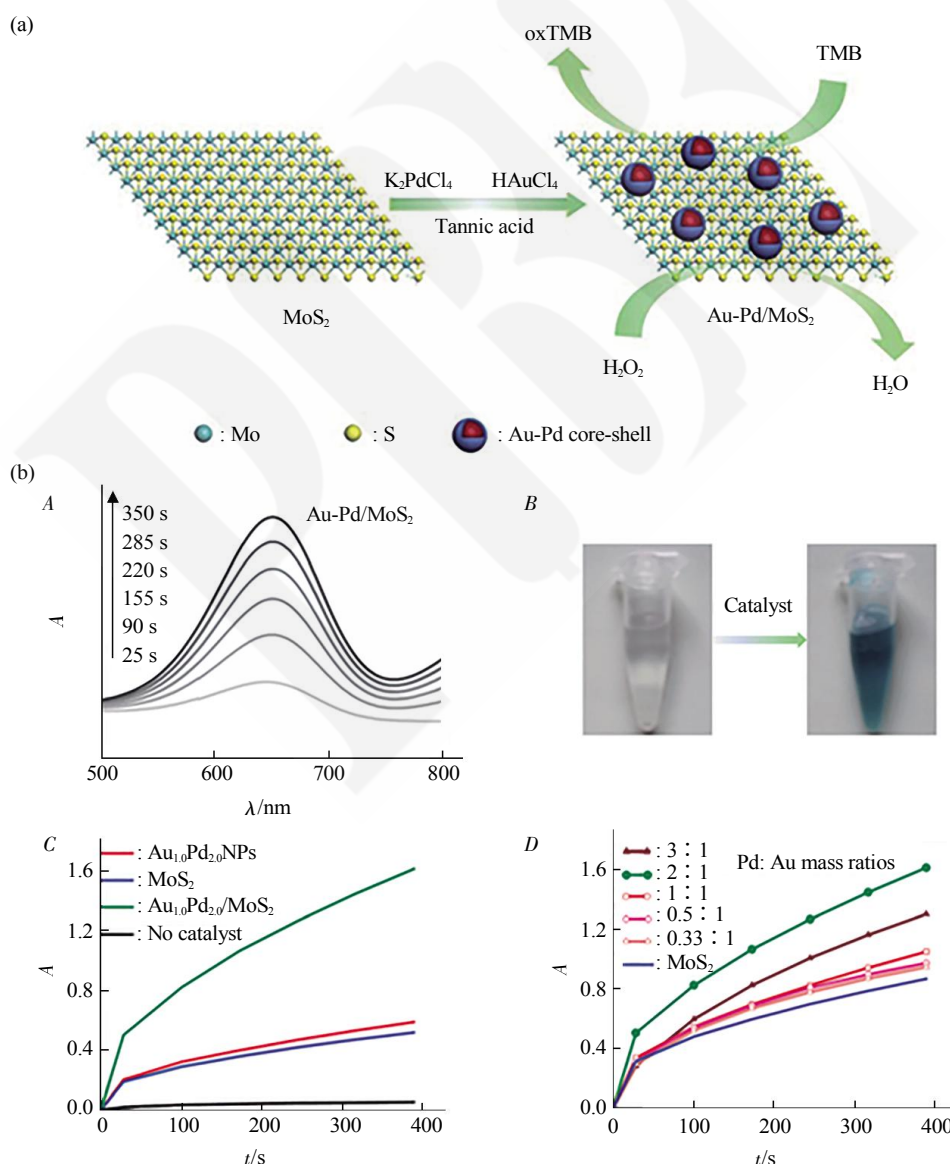 (a)
oxTMB
TMB
K₂PdCl₄ HAuCl₄
Tannic acid
MoS₂
Au-Pd/MoS₂
H₂O₂
H₂O
: Mo : S : Au-Pd core-shell
(b)
A
Au-Pd/MoS₂
350 s
285 s
220 s
155 s
90 s
25 s
A
500 600 700 800
λ/nm
B
Catalyst
C
: Au₁.₀Pd₂.₀NPs
: MoS₂
: Au₁.₀Pd₂.₀/MoS₂
: No catalyst
1.6
1.2
0.8
0.4
0.0
A
0 100 200 300 400
t/s
D
: 3∶1
: 2∶1
: 1∶1
: 0.5∶1
: 0.33∶1
: MoS₂
Pd: Au mass ratios
1.6
1.2
0.8
0.4
0.0
A
0 100 200 300 400
t/s